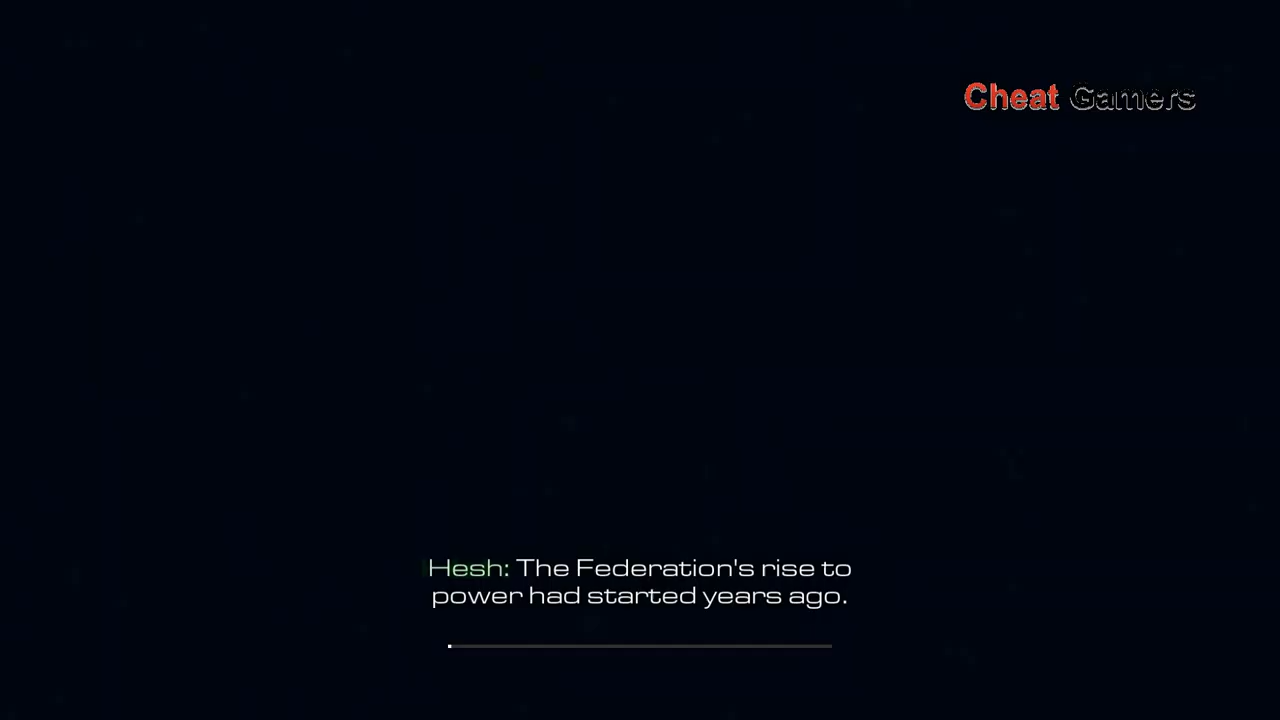 Cheat Gamers
Hesh: The Federation's rise to
power had started years ago.